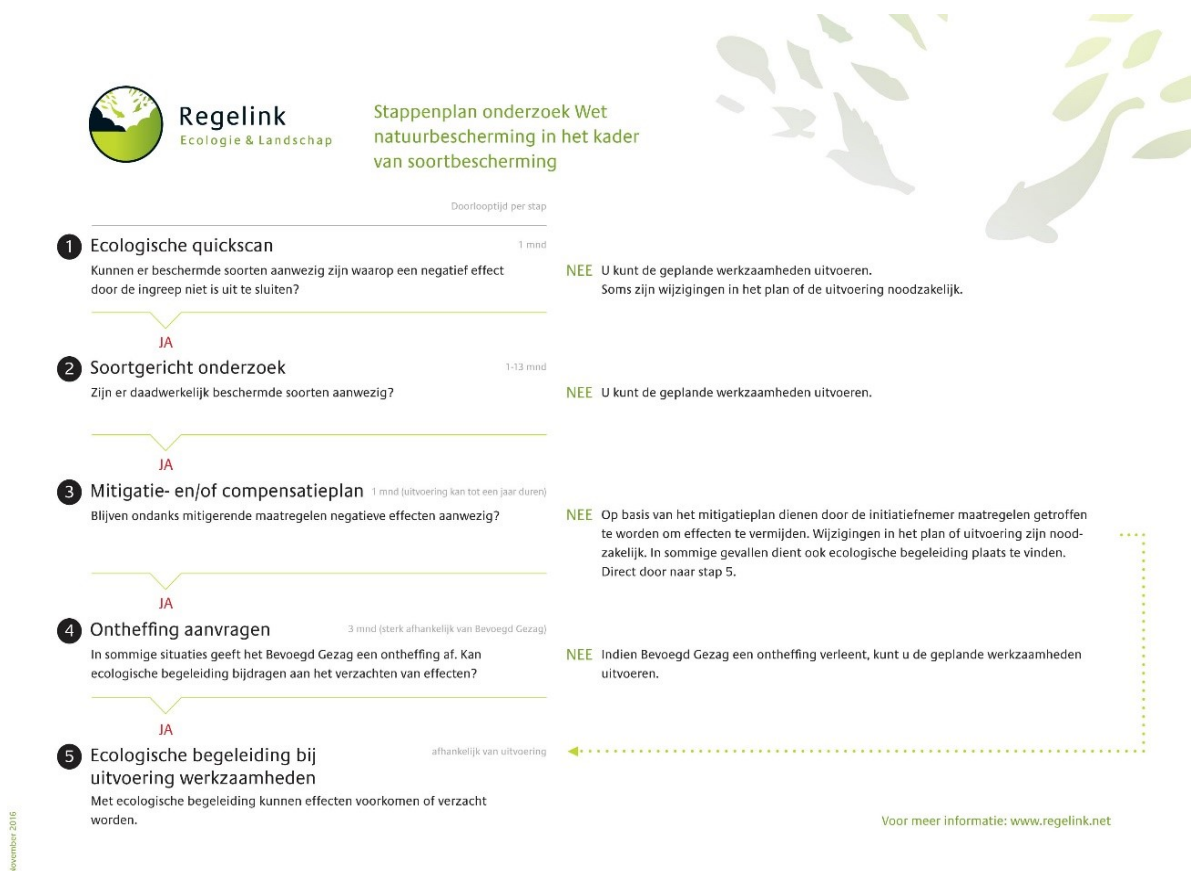 Regelink
Ecologie & Landschap
Stappenplan onderzoek Wet
natuurbescherming in het kader
van soortbescherming
Doorlooptijd per stap
1 Ecologische quickscan 1 mnd
Kunnen er beschermde soorten aanwezig zijn waarop een negatief effect
door de ingreep niet is uit te sluiten?
NEE U kunt de geplande werkzaamheden uitvoeren.
Soms zijn wijzigingen in het plan of de uitvoering noodzakelijk.
JA
2 Soortgericht onderzoek 1-13 mnd
Zijn er daadwerkelijk beschermde soorten aanwezig?
NEE U kunt de geplande werkzaamheden uitvoeren.
JA
3 Mitigatie- en/of compensatieplan 1 mnd (uitvoering kan tot een jaar duren)
Blijven ondanks mitigerende maatregelen negatieve effecten aanwezig?
NEE Op basis van het mitigatieplan dienen door de initiatiefnemer maatregelen getroffen
te worden om effecten te vermijden. Wijzigingen in het plan of uitvoering zijn nood-
zakelijk. In sommige gevallen dient ook ecologische begeleiding plaats te vinden.
Direct door naar stap 5.
JA
4 Ontheffing aanvragen 3 mnd (sterk afhankelijk van Bevoegd Gezag)
In sommige situaties geeft het Bevoegd Gezag een ontheffing af. Kan
ecologische begeleiding bijdragen aan het verzachten van effecten?
NEE Indien Bevoegd Gezag een ontheffing verleent, kunt u de geplande werkzaamheden
uitvoeren.
JA
5 Ecologische begeleiding bij afhankelijk van uitvoering
uitvoering werkzaamheden
Met ecologische begeleiding kunnen effecten voorkomen of verzacht
worden.
Voor meer informatie: www.regelink.net
November 2016